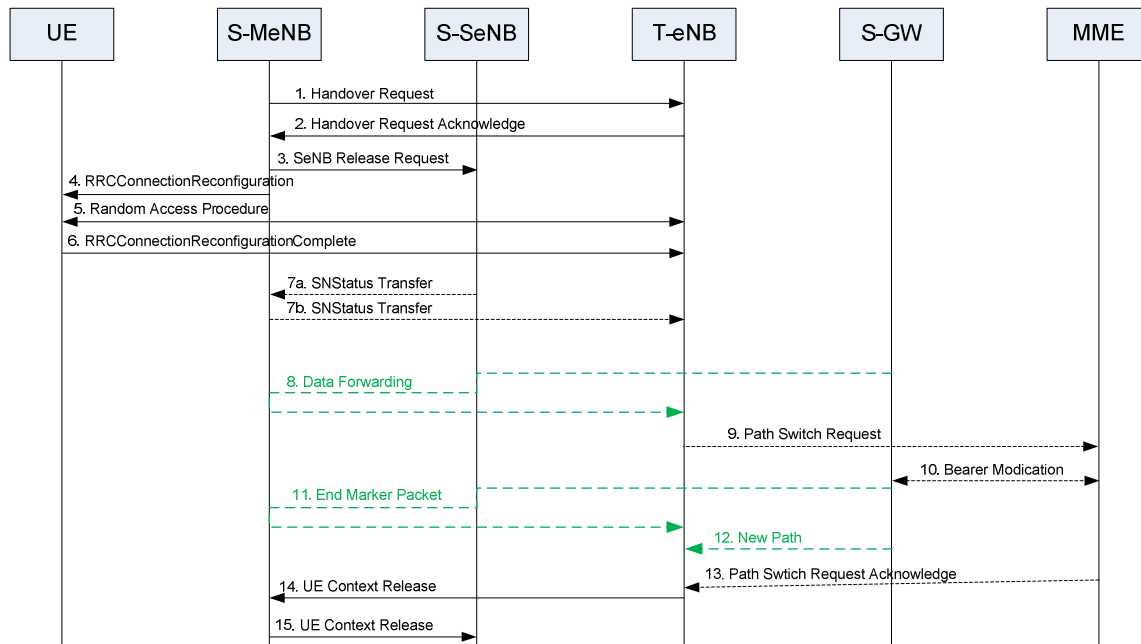 UE
S-MeNB
S-SeNB
T-eNB
S-GW
MME
1. Handover Request
2. Handover Request Acknowledge
3. SeNB Release Request
4. RRCConnectionReconfiguration
5. Random Access Procedure
6. RRCConnectionReconfigurationComplete
7a. SNStatus Transfer
7b. SNStatus Transfer
8. Data Forwarding
9. Path Switch Request
10. Bearer Modication
11. End Marker Packet
12. New Path
13. Path Swtich Request Acknowledge
14. UE Context Release
15. UE Context Release